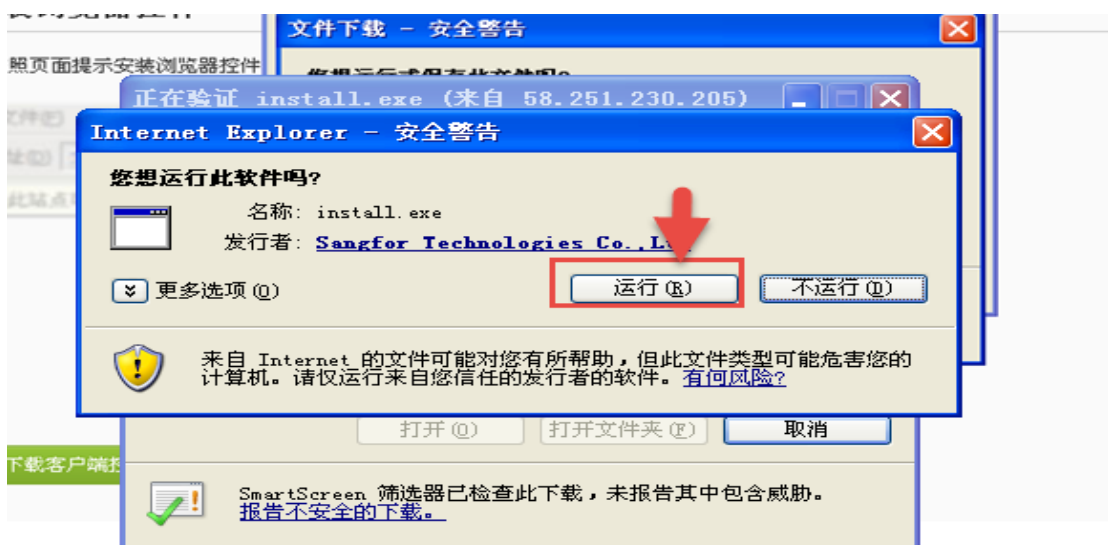 文件下载 - 安全警告
照页面提示安装浏览器控件
正在验证 install.exe (来自 58.251.230.205)
Internet Explorer - 安全警告
您想运行此软件吗?
名称: install.exe
发行者: Sangfor Technologies Co.,L
更多选项(O)
运行(R)
不运行(D)
来自 Internet 的文件可能对您有所帮助，但此文件类型可能危害您的
计算机。请仅运行来自您信任的发行者的软件。有何风险?
打开(O)
打开文件夹(F)
取消
下载客户端控
SmartScreen 筛选器已检查此下载，未报告其中包含威胁。
报告不安全的下载。